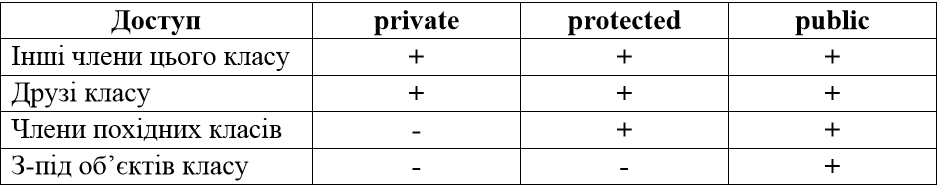 Доступ private protected public
Інші члени цього класу + + +
Друзі класу + + +
Члени похідних класів - + +
З-під об’єктів класу - - +